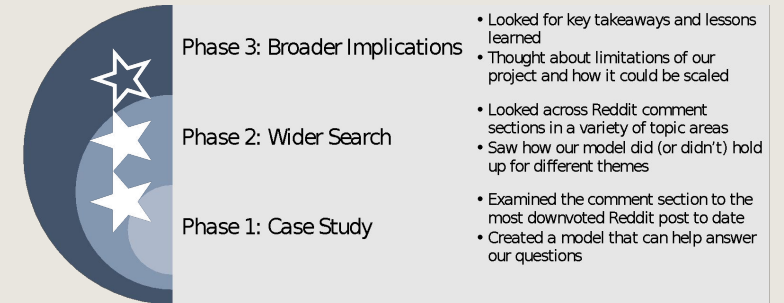 Phase 3: Broader Implications
• Looked for key takeaways and lessons
learned
• Thought about limitations of our
project and how it could be scaled
Phase 2: Wider Search
• Looked across Reddit comment
sections in a variety of topic areas
• Saw how our model did (or didn't) hold
up for different themes
Phase 1: Case Study
• Examined the comment section to the
most downvoted Reddit post to date
• Created a model that can help answer
our questions